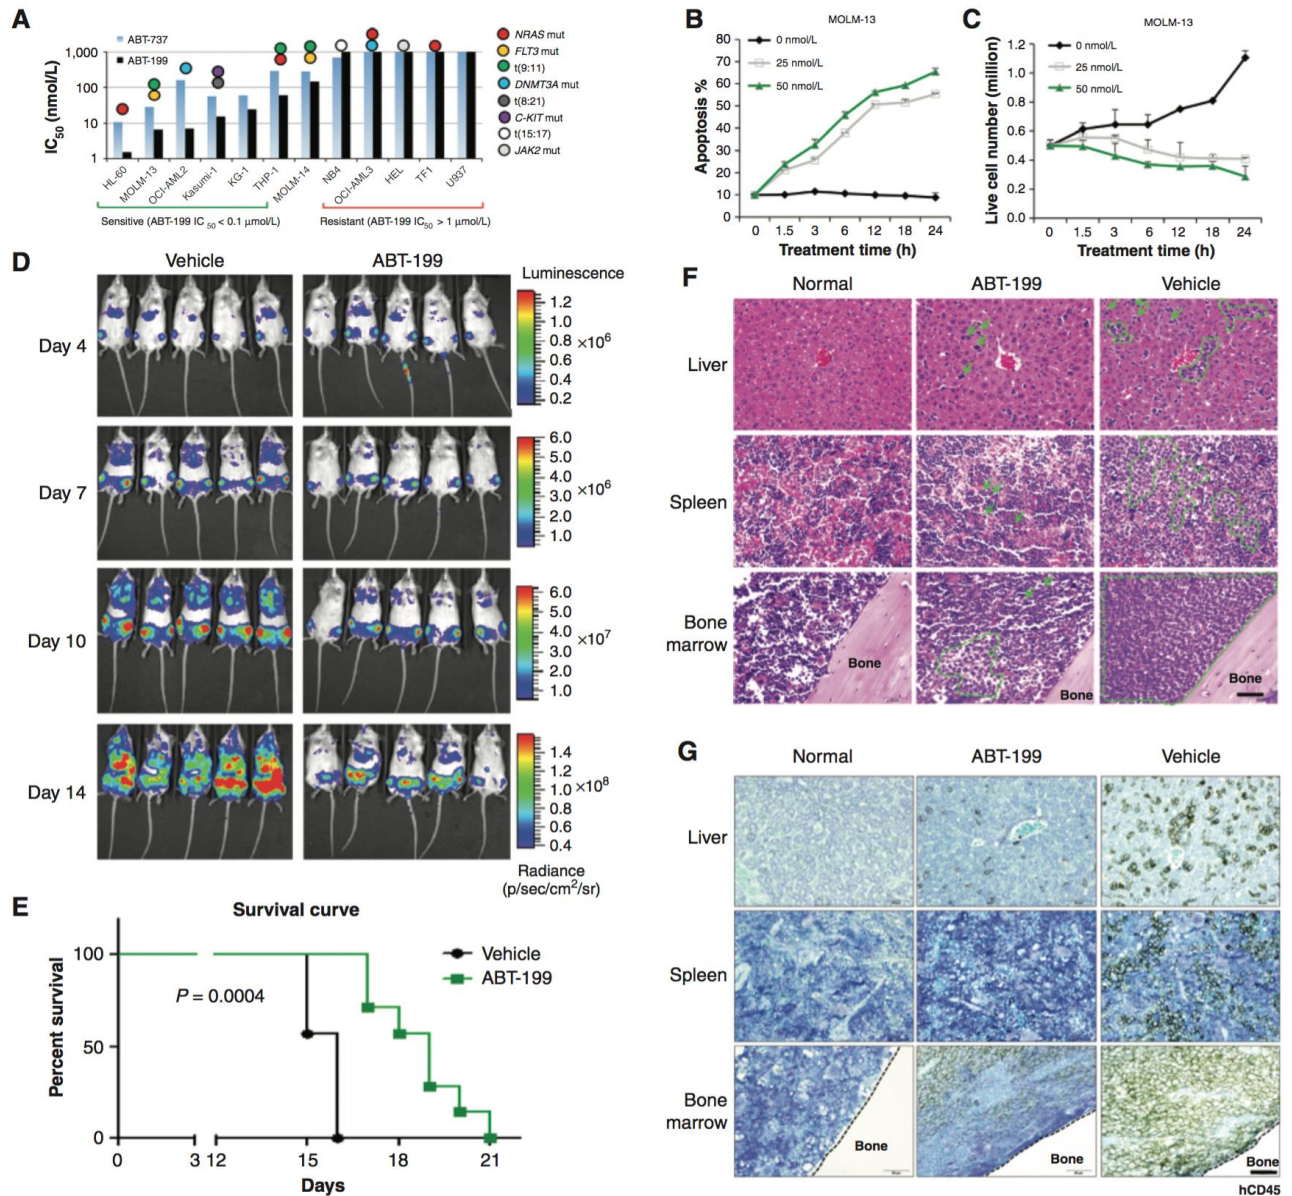 A
ABT-737
ABT-199
IC50 (nmol/L)
1,000
100
10
1
HL-60
MOLM-13
OCI-AML2
Kasumi-1
KG-1
THP-1
MOLM-14
NB4
OCI-AML3
HEL
TF1
U937
Sensitive (ABT-199 IC50 < 0.1 µmol/L)
Resistant (ABT-199 IC50 > 1 µmol/L)
NRAS mut
FLT3 mut
t(9:11)
DNMT3A mut
t(8:21)
C-KIT mut
t(15:17)
JAK2 mut
B
MOLM-13
0 nmol/L
25 nmol/L
50 nmol/L
Apoptosis %
80
70
60
50
40
30
20
10
0
0 1.5 3 6 12 18 24
Treatment time (h)
C
MOLM-13
0 nmol/L
25 nmol/L
50 nmol/L
Live cell number (million)
1.2
1.0
0.8
0.6
0.4
0.2
0.0
0 1.5 3 6 12 18 24
Treatment time (h)
D
Vehicle
ABT-199
Luminescence
Day 4
1.2
1.0
0.8
0.6
0.4
0.2
×10^6
Day 7
6.0
5.0
4.0
3.0
2.0
1.0
×10^6
Day 10
6.0
5.0
4.0
3.0
2.0
1.0
×10^7
Day 14
1.4
1.2
1.0
0.8
0.6
0.4
×10^8
Radiance
(p/sec/cm²/sr)
E
Survival curve
Vehicle
ABT-199
P = 0.0004
Percent survival
100
50
0
0 3 12 15 18 21
Days
F
Normal ABT-199 Vehicle
Liver
Spleen
Bone
marrow
Bone
Bone
Bone
G
Normal ABT-199 Vehicle
Liver
Spleen
Bone
marrow
Bone
Bone
Bone
hCD45